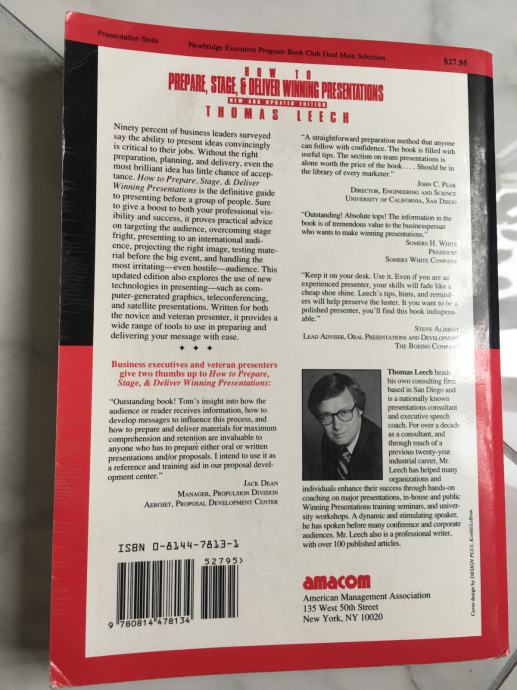 Presentation Skills
Newbridge Executive Program Book Club Dual Main Selection
$27.95
HOW TO
PREPARE, STAGE, & DELIVER WINNING PRESENTATIONS
NEW AND UPDATED EDITION
THOMAS LEECH
Ninety percent of business leaders surveyed
say the ability to present ideas convincingly
is critical to their jobs. Without the right
preparation, planning, and delivery, even the
most brilliant idea has little chance of accep-
tance. How to Prepare, Stage, & Deliver
Winning Presentations is the definitive guide
to presenting before a group of people. Sure
to give a boost to both your professional vis-
ibility and success, it proves practical advice
on targeting the audience, overcoming stage
fright, presenting to an international audi-
ence, projecting the right image, testing mate-
rial before the big event, and handling the
most irritating—even hostile—audience. This
updated edition also explores the use of new
technologies in presenting—such as com-
puter-generated graphics, teleconferencing,
and satellite presentations. Written for both
the novice and veteran presenter, it provides a
wide range of tools to use in preparing and
delivering your message with ease.
Business executives and veteran presenters
give two thumbs up to How to Prepare,
Stage, & Deliver Winning Presentations:
"Outstanding book! Tom's insight into how the
audience or reader receives information, how to
develop messages to influence this process, and
how to prepare and deliver materials for maximum
comprehension and retention are invaluable to
anyone who has to prepare either oral or written
presentations and/or proposals. I intend to use it as
a reference and training aid in our proposal devel-
opment center."
JACK DEAN
MANAGER, PROPULSION DIVISION
AEROJET, PROPOSAL DEVELOPMENT CENTER
"A straightforward preparation method that anyone
can follow with confidence. The book is filled with
useful tips. The section on team presentations is
alone worth the price of the book. . . . Should be in
the library of every marketer."
JOHN C. PEAK
DIRECTOR, ENGINEERING AND SCIENCE
UNIVERSITY OF CALIFORNIA, SAN DIEGO
"Outstanding! Absolute tops! The information in the
book is of tremendous value to the businessperson
who wants to make winning presentations."
SOMERS H. WHITE
PRESIDENT
SOMERS WHITE COMPANY
"Keep it on your desk. Use it. Even if you are an
experienced presenter, your skills will fade like a
cheap shoe shine. Leech's tips, hints, and remind-
ers will help preserve the luster. It you want to be a
polished presenter, you'll find this book indispens-
able."
STEVE
LEAD ADVISER, ORAL PRESENTATIONS AND DEVELOPMENT
THE BOEING COMPANY
Thomas Leech heads
his own consulting firm,
based in San Diego and
is a nationally known
presentations consultant
and executive speech
coach. For over a decade
as a consultant, and
through much of a
previous twenty-year
industrial career, Mr.
Leech has helped many
organizations and
individuals enhance their success through hands-on
coaching on major presentations, in-house and public
Winning Presentations training seminars, and univer-
sity workshops. A dynamic and stimulating speaker,
he has spoken before many conference and corporate
audiences. Mr. Leech also is a professional writer,
with over 100 published articles.
ISBN 0-8144-7813-1
52795>
9 780814 478134
amacom
American Management Association
135 West 50th Street
New York, NY 10020
Cover design by DESIGN PLUS,